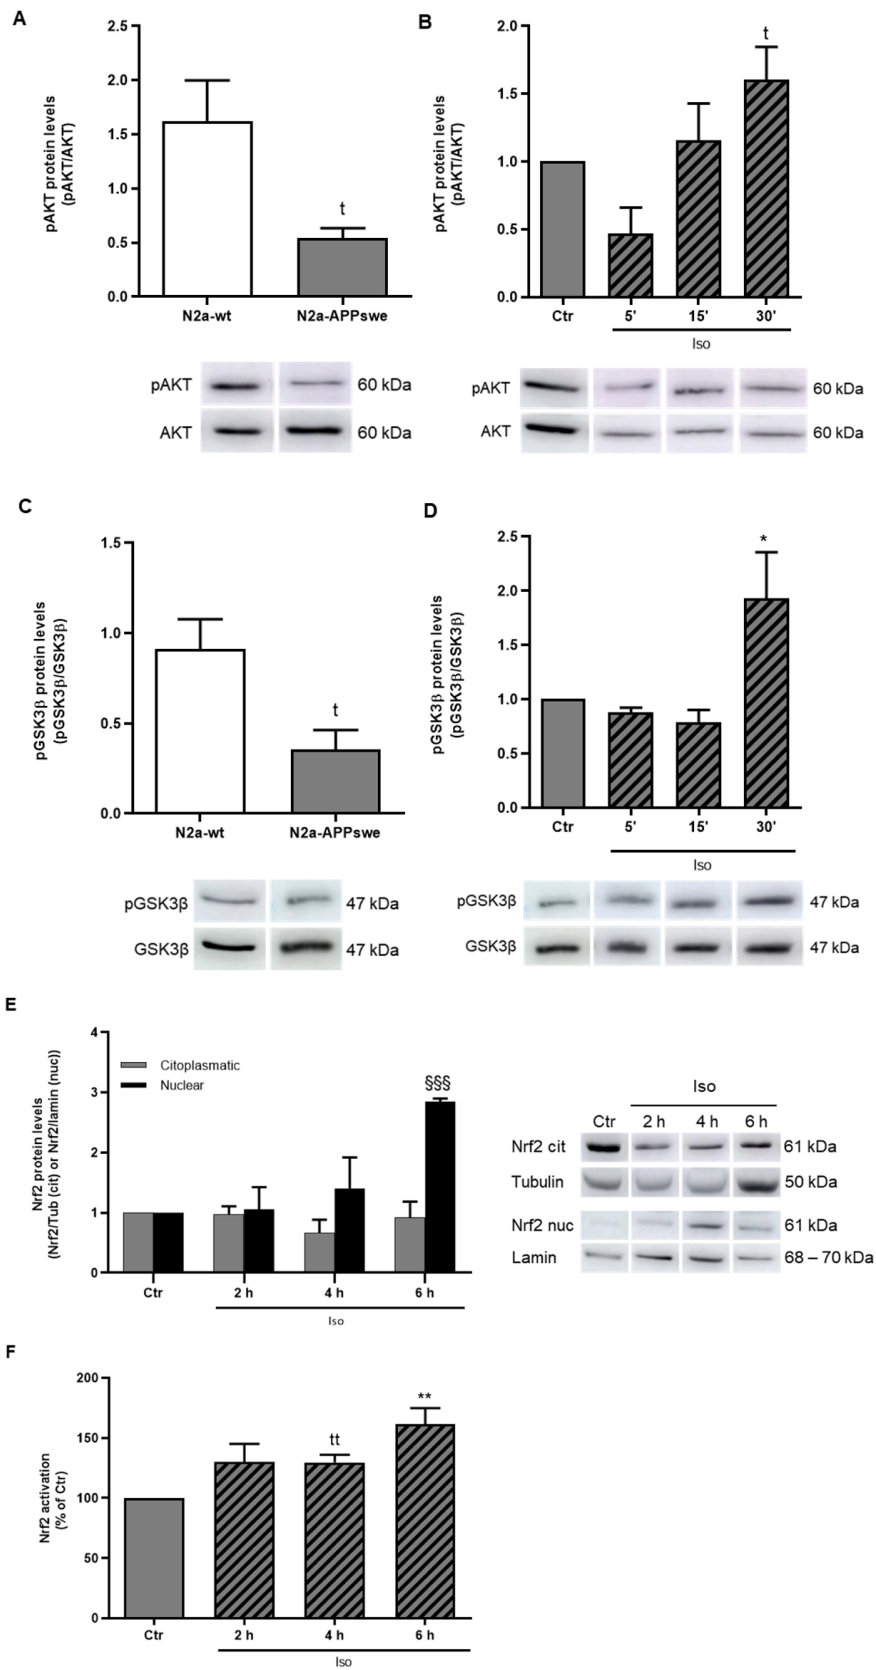 A
pAKT protein levels
(pAKT/AKT)
2.5
2.0
1.5
1.0
0.5
0.0
t
N2a-wt N2a-APPswe
pAKT 60 kDa
AKT 60 kDa
B
pAKT protein levels
(pAKT/AKT)
2.0
1.5
1.0
0.5
0.0
t
Ctr 5' 15' 30'
Iso
pAKT 60 kDa
AKT 60 kDa
C
pGSK3β protein levels
(pGSK3β/GSK3β)
1.5
1.0
0.5
0.0
t
N2a-wt N2a-APPswe
pGSK3β 47 kDa
GSK3β 47 kDa
D
pGSK3β protein levels
(pGSK3β/GSK3β)
2.5
2.0
1.5
1.0
0.5
0.0
*
Ctr 5' 15' 30'
Iso
pGSK3β 47 kDa
GSK3β 47 kDa
E
Nrf2 protein levels
(Nrf2/Tub (cit) or Nrf2/lamin (nuc))
4
3
2
1
0
Citoplasmatic
Nuclear
§§§
Ctr 2 h 4 h 6 h
Iso
Iso
Ctr 2 h 4 h 6 h
Nrf2 cit 61 kDa
Tubulin 50 kDa
Nrf2 nuc 61 kDa
Lamin 68 – 70 kDa
F
Nrf2 activation
(% of Ctr)
200
150
100
50
0
tt
**
Ctr 2 h 4 h 6 h
Iso